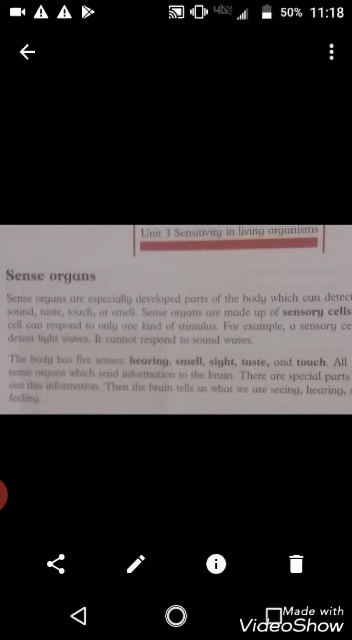 50% 11:18
Unit 3 Sensitivity in living organisms
Sense organs
Sense organs are especially developed parts of the body which can detect
sound, taste, touch, or smell. Sense organs are made up of sensory cells
cell can respond to only one kind of stimulus. For example, a sensory ce
detect light waves. It cannot respond to sound waves.
The body has five senses: hearing, smell, sight, taste, and touch. All
sense organs which send information to the brain. There are special parts
out this information. Then the brain tells us what we are seeing, hearing, s
feeling.
Made with
VideoShow